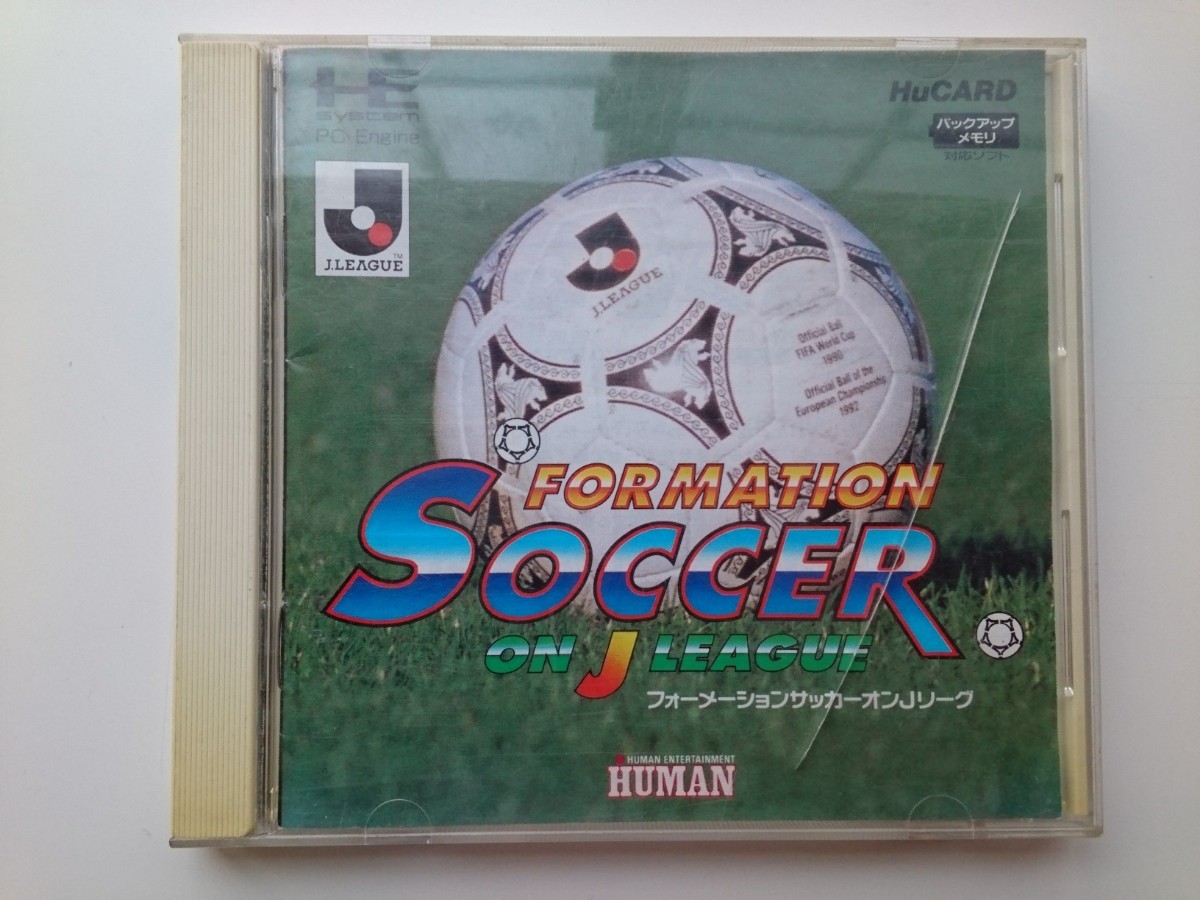 HE
system
PC Engine
HuCARD
バックアップ
メモリ
対応ソフト
J.LEAGUE
TM
J.LEAGUE
Official Ball
FIFA World Cup
1990
Official Ball of the
European Championshs
1992
FORMATION
SOCCER
ON J LEAGUE
フォーメーションサッカーオンJリーグ
HUMAN ENTERTAINMENT
HUMAN